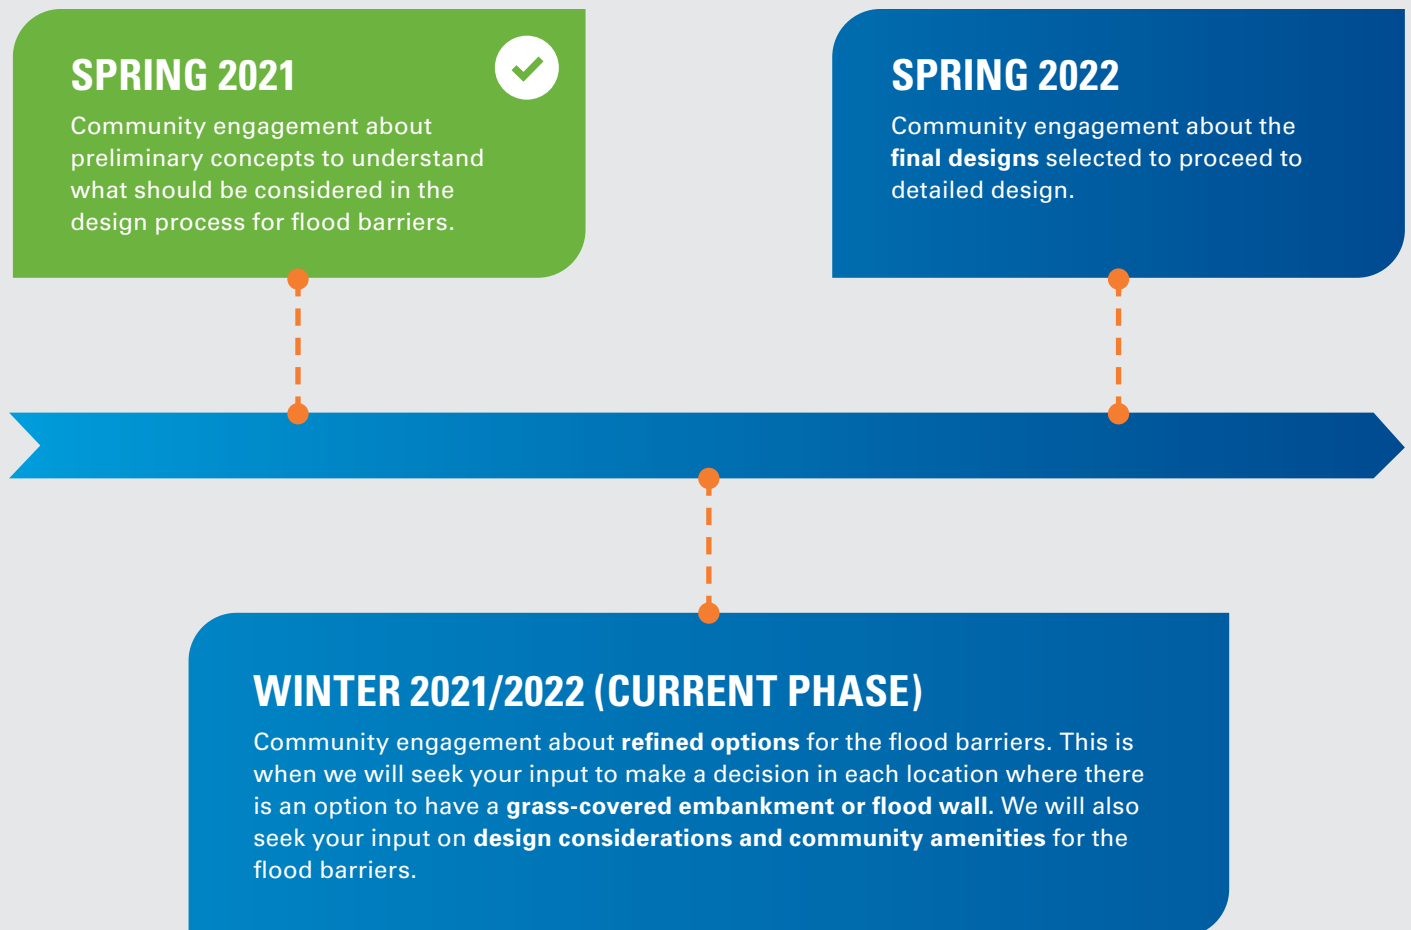 SPRING 2021
Community engagement about
preliminary concepts to understand
what should be considered in the
design process for flood barriers.
SPRING 2022
Community engagement about the
final designs selected to proceed to
detailed design.
WINTER 2021/2022 (CURRENT PHASE)
Community engagement about refined options for the flood barriers. This is
when we will seek your input to make a decision in each location where there
is an option to have a grass-covered embankment or flood wall. We will also
seek your input on design considerations and community amenities for the
flood barriers.